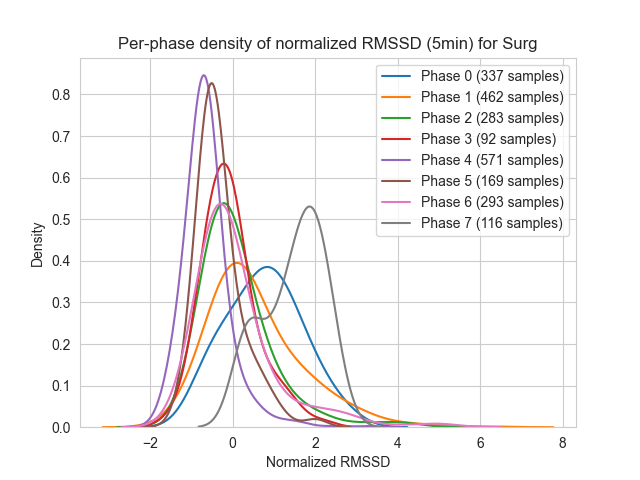 Per-phase density of normalized RMSSD (5min) for Surg
Phase 0 (337 samples)
Phase 1 (462 samples)
Phase 2 (283 samples)
Phase 3 (92 samples)
Phase 4 (571 samples)
Phase 5 (169 samples)
Phase 6 (293 samples)
Phase 7 (116 samples)
Density
0.8
0.7
0.6
0.5
0.4
0.3
0.2
0.1
0.0
−2 0 2 4 6 8
Normalized RMSSD